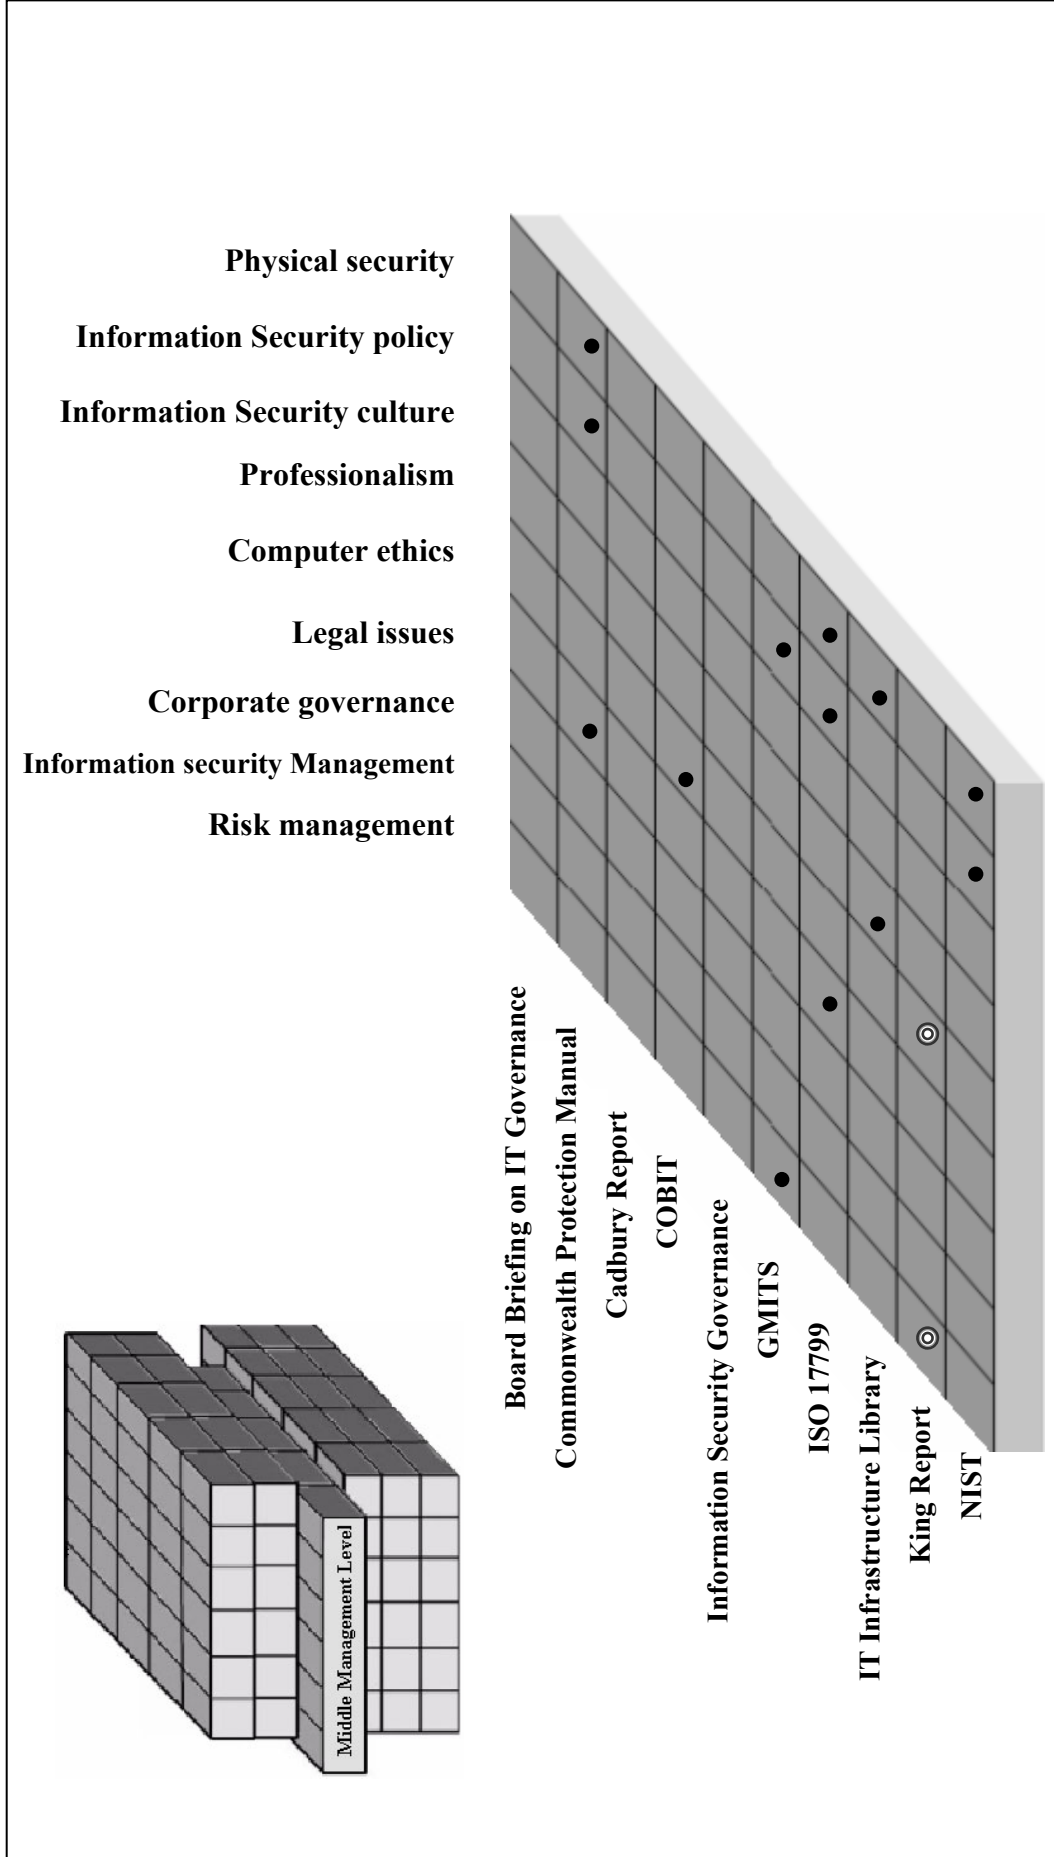 Physical security
Information Security policy
Information Security culture
Professionalism
Computer ethics
Legal issues
Corporate governance
Information security Management
Risk management
Board Briefing on IT Governance
Commonwealth Protection Manual
Cadbury Report
COBIT
Information Security Governance
GMITS
ISO 17799
IT Infrastructure Library
King Report
NIST
Middle Management Level